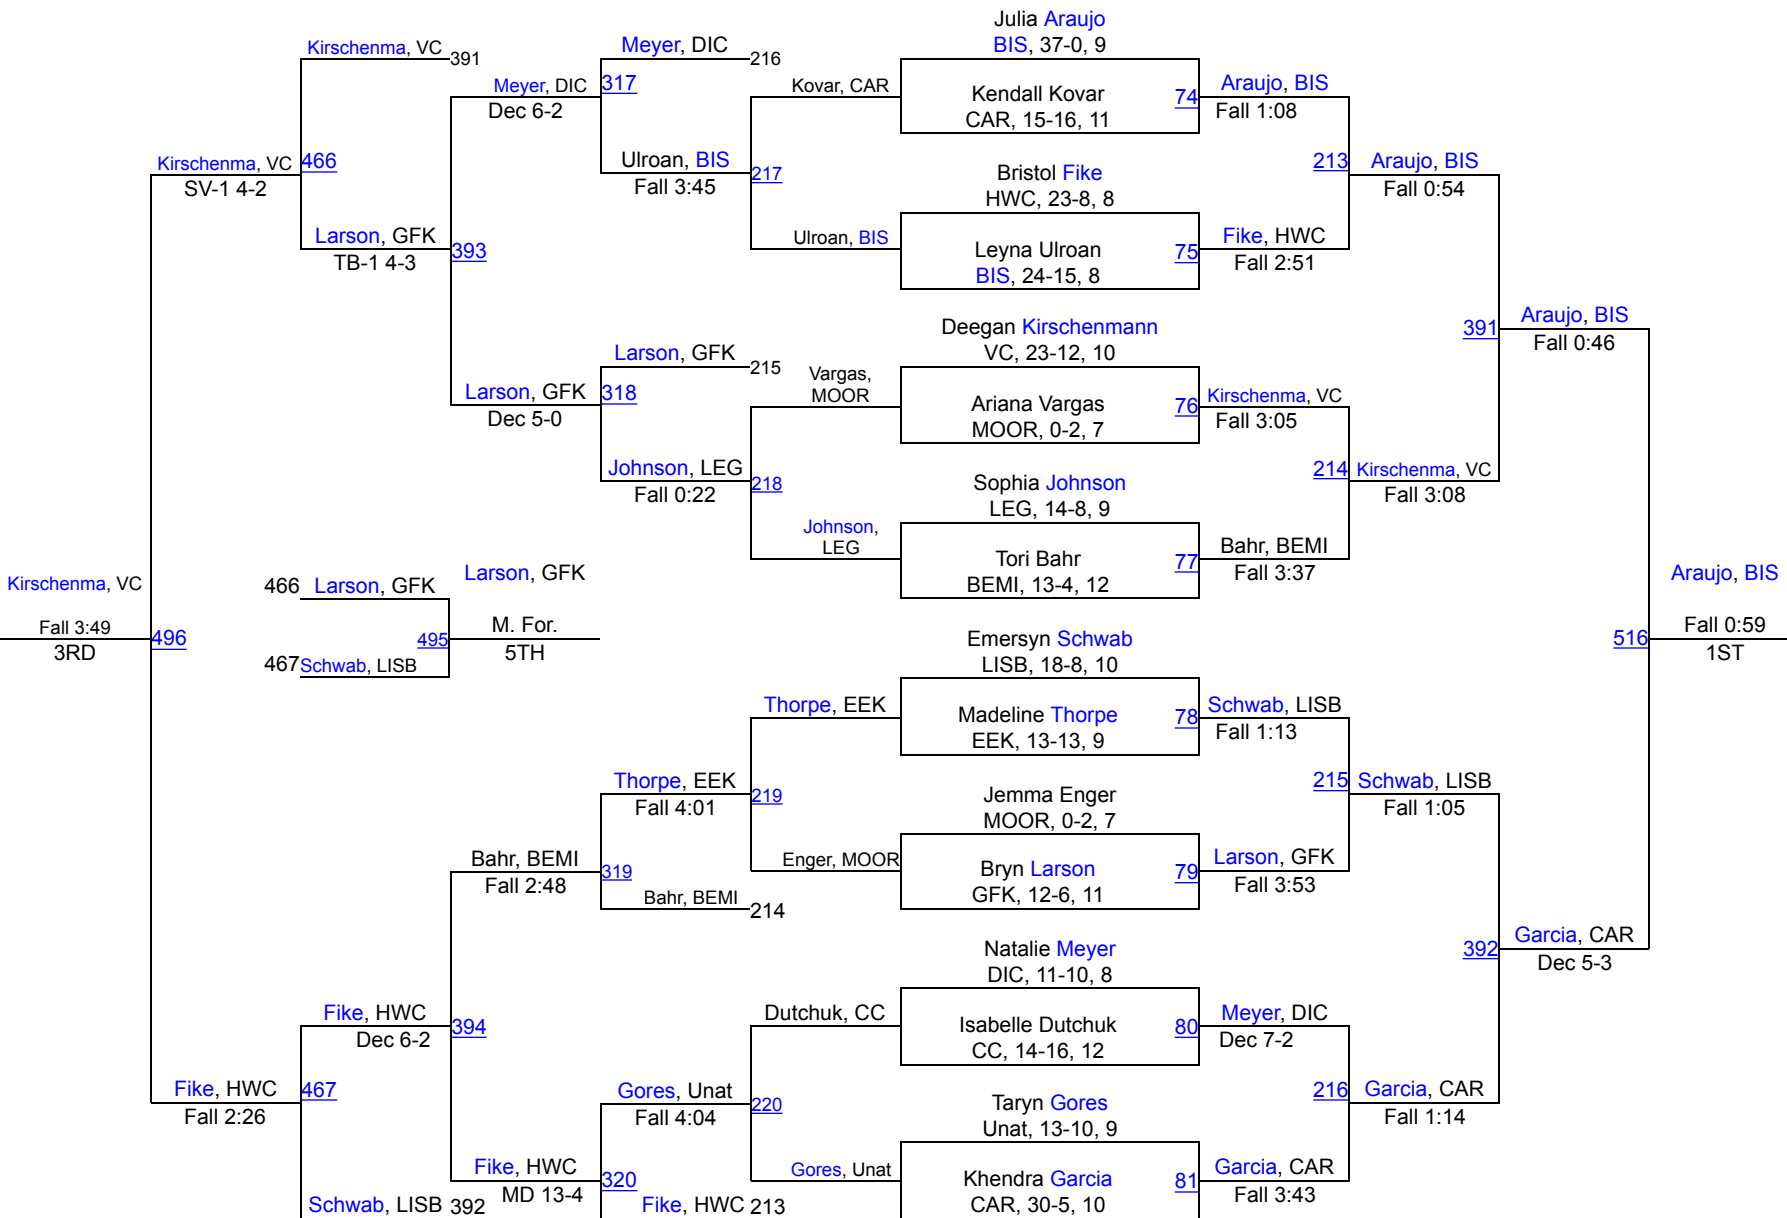 Julia Araujo
BIS, 37-0, 9
Kirschenma, VC
391
Meyer, DIC
216
Meyer, DIC
317
Dec 6-2
Kovar, CAR
Kendall Kovar
CAR, 15-16, 11
74
Araujo, BIS
Fall 1:08
Kirschenma, VC
466
SV-1 4-2
Ulroan, BIS
217
Fall 3:45
Bristol Fike
HWC, 23-8, 8
213
Araujo, BIS
Fall 0:54
Larson, GFK
TB-1 4-3
393
Ulroan, BIS
Leyna Ulroan
BIS, 24-15, 8
75
Fike, HWC
Fall 2:51
Deegan Kirschenmann
VC, 23-12, 10
391
Araujo, BIS
Fall 0:46
Larson, GFK
215
Larson, GFK
318
Dec 5-0
Vargas,
MOOR
Ariana Vargas
MOOR, 0-2, 7
76
Kirschenma, VC
Fall 3:05
Johnson, LEG
218
Fall 0:22
Sophia Johnson
LEG, 14-8, 9
214
Kirschenma, VC
Fall 3:08
Johnson,
LEG
Tori Bahr
BEMI, 13-4, 12
77
Bahr, BEMI
Fall 3:37
Kirschenma, VC
466
Larson, GFK
Larson, GFK
Araujo, BIS
Fall 3:49
496
3RD
495
M. For.
5TH
516
Fall 0:59
1ST
467
Schwab, LISB
Emersyn Schwab
LISB, 18-8, 10
Thorpe, EEK
Madeline Thorpe
EEK, 13-13, 9
78
Schwab, LISB
Fall 1:13
Thorpe, EEK
219
Fall 4:01
Jemma Enger
MOOR, 0-2, 7
215
Schwab, LISB
Fall 1:05
Bahr, BEMI
319
Fall 2:48
Bahr, BEMI
214
Enger, MOOR
Bryn Larson
GFK, 12-6, 11
79
Larson, GFK
Fall 3:53
Natalie Meyer
DIC, 11-10, 8
392
Garcia, CAR
Dec 5-3
Fike, HWC
394
Dec 6-2
Dutchuk, CC
Isabelle Dutchuk
CC, 14-16, 12
80
Meyer, DIC
Dec 7-2
Fike, HWC
467
Fall 2:26
Gores, Unat
220
Fall 4:04
Taryn Gores
Unat, 13-10, 9
216
Garcia, CAR
Fall 1:14
Fike, HWC
320
MD 13-4
Gores, Unat
Khendra Garcia
CAR, 30-5, 10
81
Garcia, CAR
Fall 3:43
Schwab, LISB
392
Fike, HWC
213